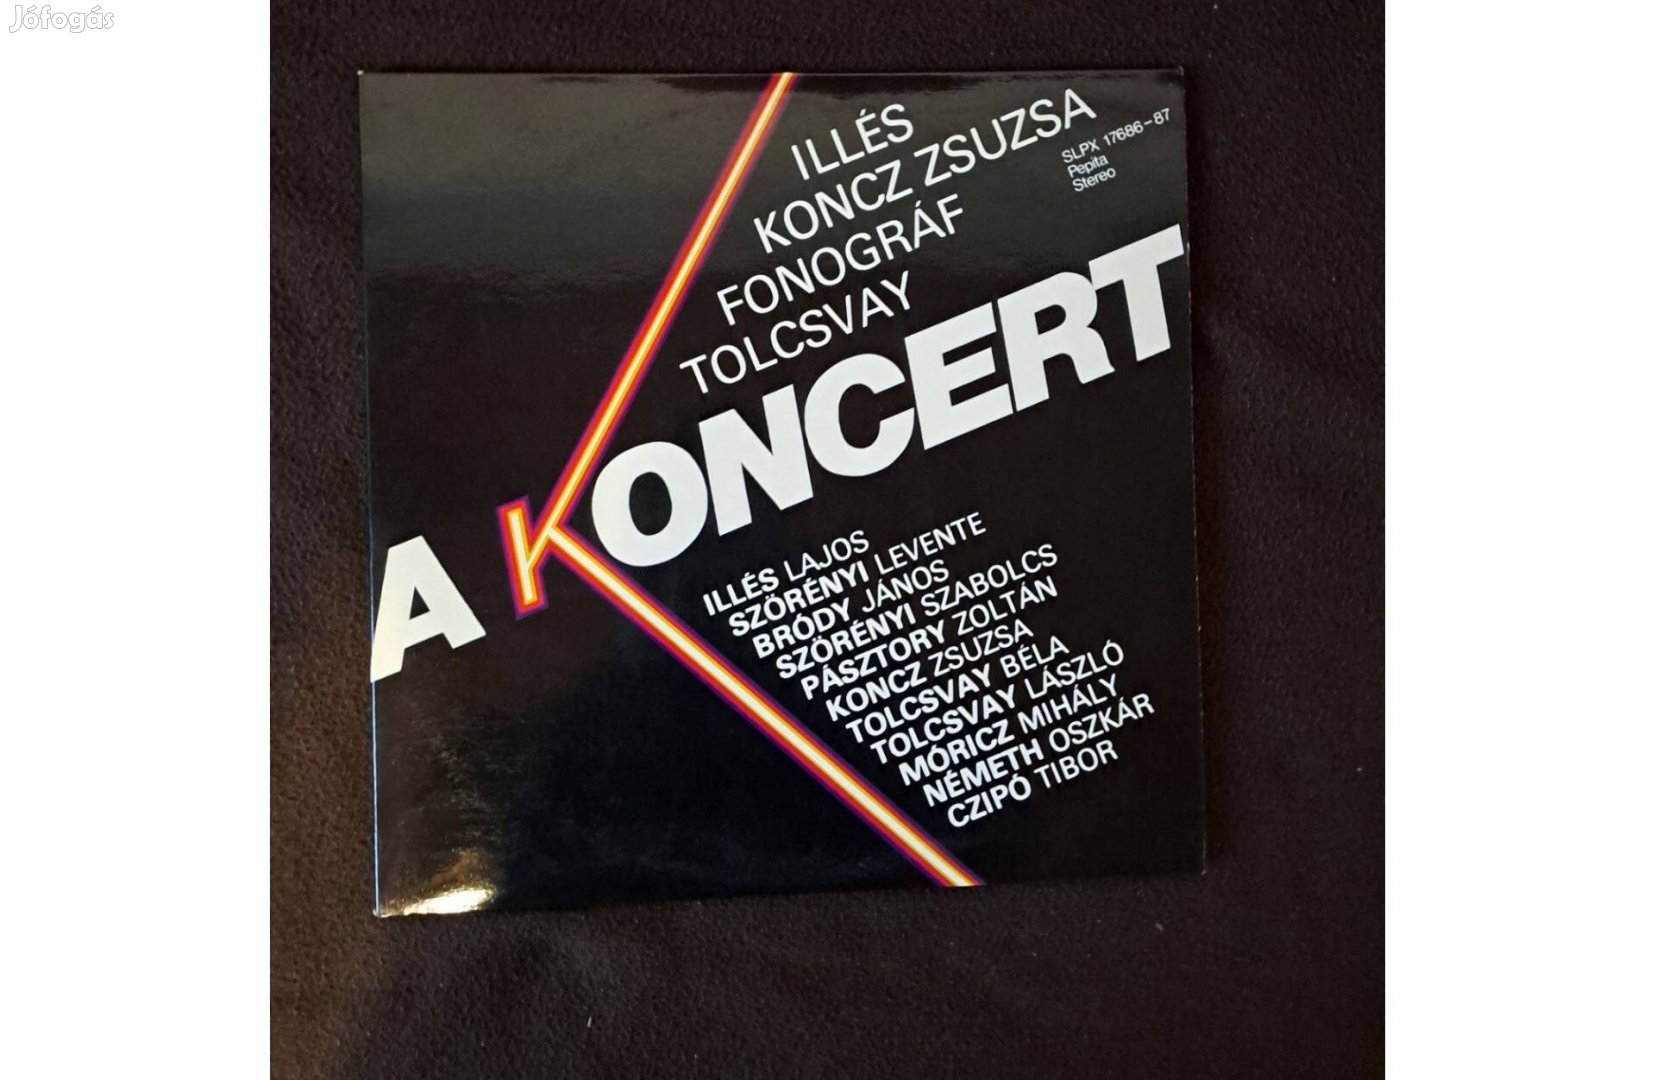 Jófogás
ILLÉS
KONCZ ZSUZSA
FONOGRÁF
TOLCSVAY
SLPX 17686-87
Pepita
Stereo
A KONCERT
ILLÉS LAJOS
SZÖRÉNYI LEVENTE
BRÓDY JÁNOS
SZÖRÉNYI SZABOLCS
PÁSZTORY ZOLTÁN
KONCZ ZSUZSA
TOLCSVAY BÉLA
TOLCSVAY LÁSZLÓ
MÓRICZ MIHÁLY
NÉMETH OSZKÁR
CZIPÓ TIBOR